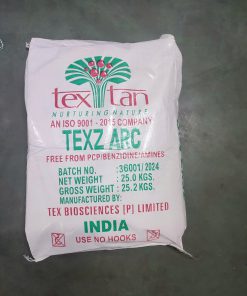 tex tan
NURTURING NATURE
AN ISO 9001 - 2015 COMPANY
TEXZ ARC
FREE FROM PCP/BENZIDINE/AMINES
BATCH NO. : 36001/2024
NET WEIGHT : 25.0 KGS.
GROSS WEIGHT : 25.2 KGS.
MANUFACTURED BY:
TEX BIOSCIENCES [P] LIMITED
INDIA
USE NO HOOKS